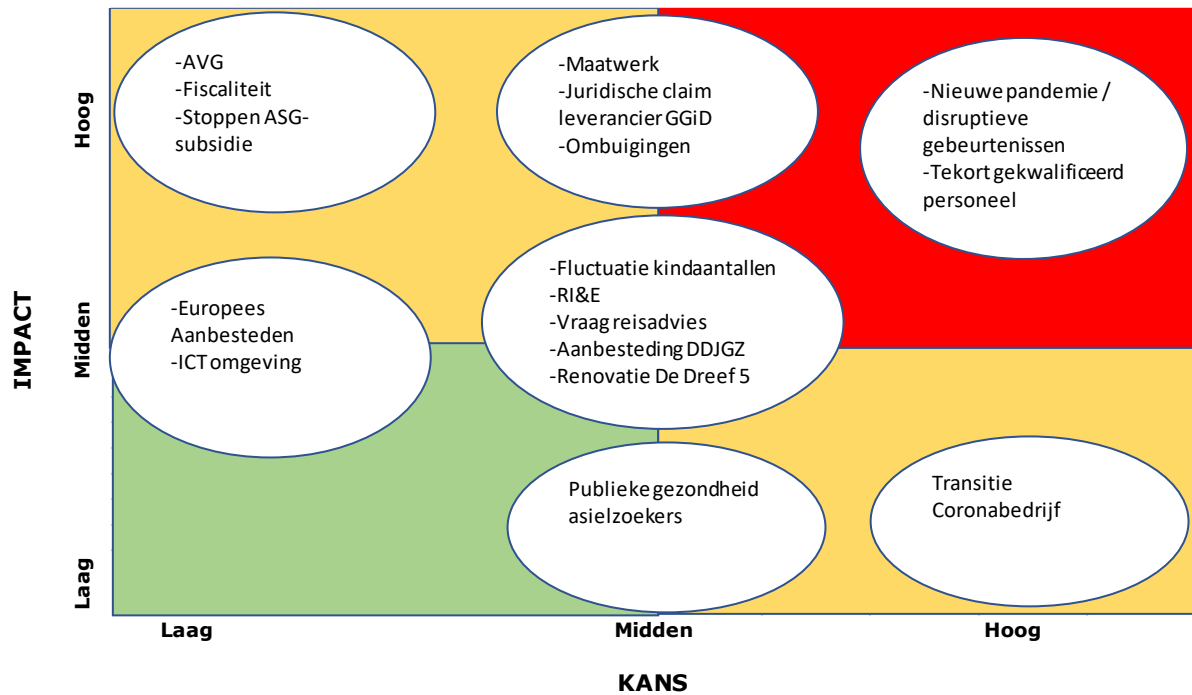 IMPACT
Hoog
Midden
Laag
-AVG
-Fiscaliteit
-Stoppen ASG-
subsidie
-Maatwerk
-Juridische claim
leverancier GGiD
-Ombuigingen
-Nieuwe pandemie /
disruptieve
gebeurtenissen
-Tekort gekwalificeerd
personeel
-Europees
Aanbesteden
-ICT omgeving
-Fluctuatie kindaantallen
-RI&E
-Vraag reisadvies
-Aanbesteding DDJGZ
-Renovatie De Dreef 5
Publieke gezondheid
asielzoekers
Transitie
Coronabedrijf
Laag
Midden
Hoog
KANS